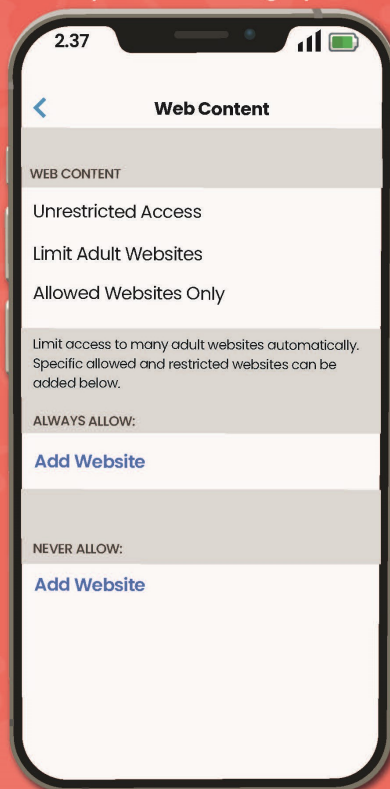 2.37
Web Content
WEB CONTENT
Unrestricted Access
Limit Adult Websites
Allowed Websites Only
Limit access to many adult websites automatically.
Specific allowed and restricted websites can be
added below.
ALWAYS ALLOW:
Add Website
NEVER ALLOW:
Add Website